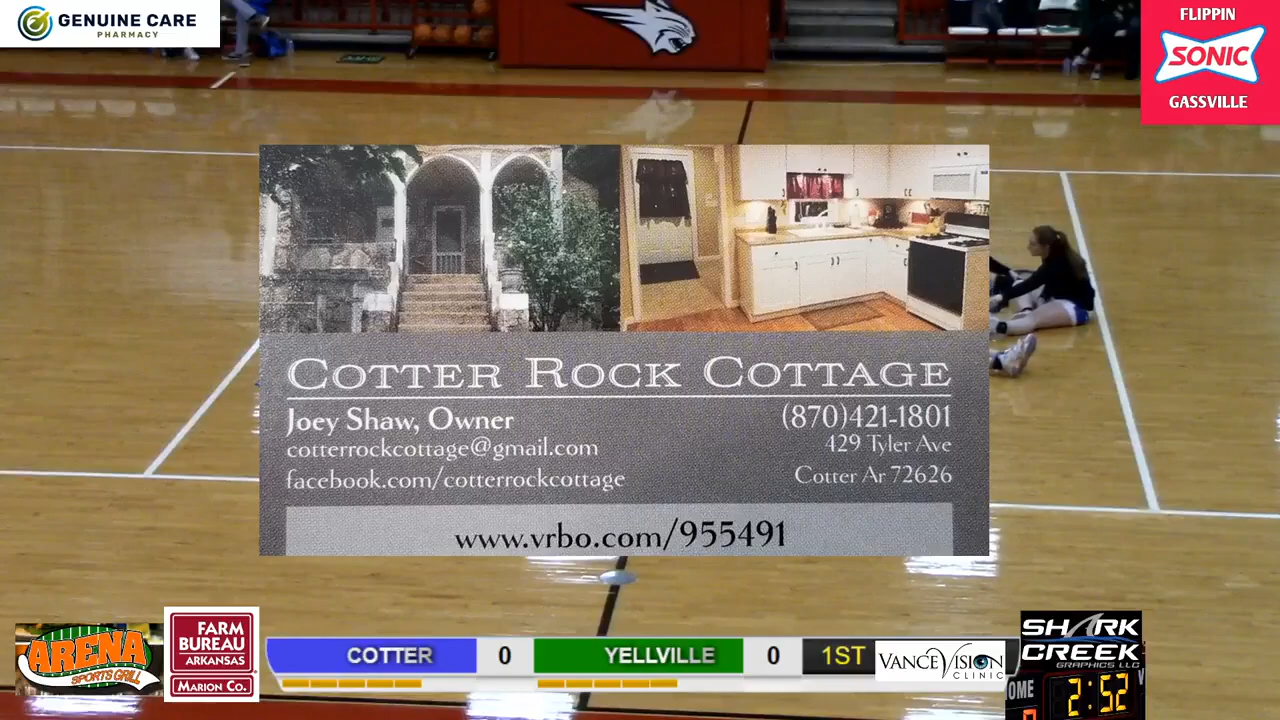 GENUINE CARE
PHARMACY
FLIPPIN
SONIC
GASSVILLE
COTTER ROCK COTTAGE
Joey Shaw, Owner
(870)421-1801
cotterrockcottage@gmail.com
429 Tyler Ave
facebook.com/cotterrockcottage
Cotter Ar 72626
www.vrbo.com/955491
ARENA
SPORTS GRILL
FARM
BUREAU
ARKANSAS
MARION CO.
COTTER 0 YELLVILLE 0 1ST
VANCE VISION
CLINIC
SHARK
CREEK
GRAPHICS LLC
OME
2:52
V